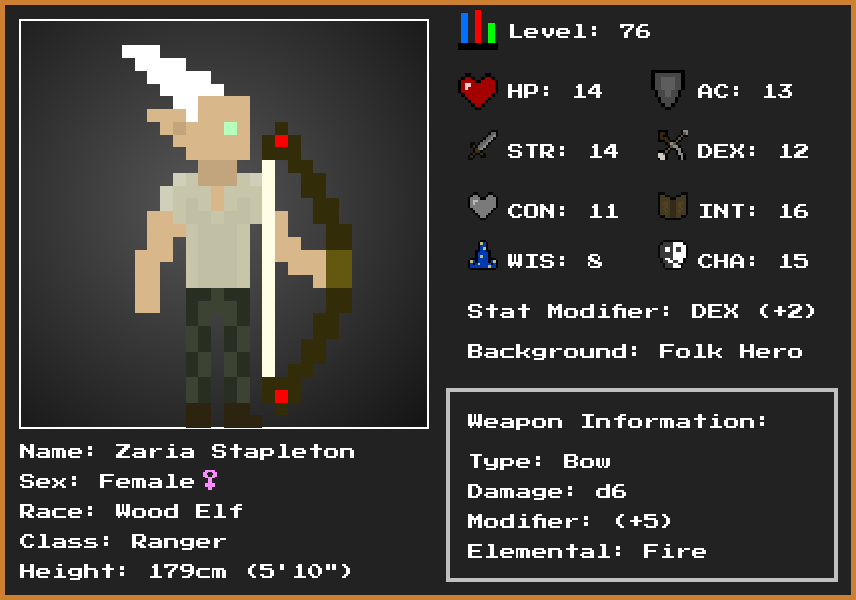 Level: 76
HP: 14 AC: 13
STR: 14 DEX: 12
CON: 11 INT: 16
WIS: 8 CHA: 15
Stat Modifier: DEX (+2)
Background: Folk Hero
Name: Zaria Stapleton
Sex: Female♀
Race: Wood Elf
Class: Ranger
Height: 179cm (5'10")
Weapon Information:
Type: Bow
Damage: d6
Modifier: (+5)
Elemental: Fire